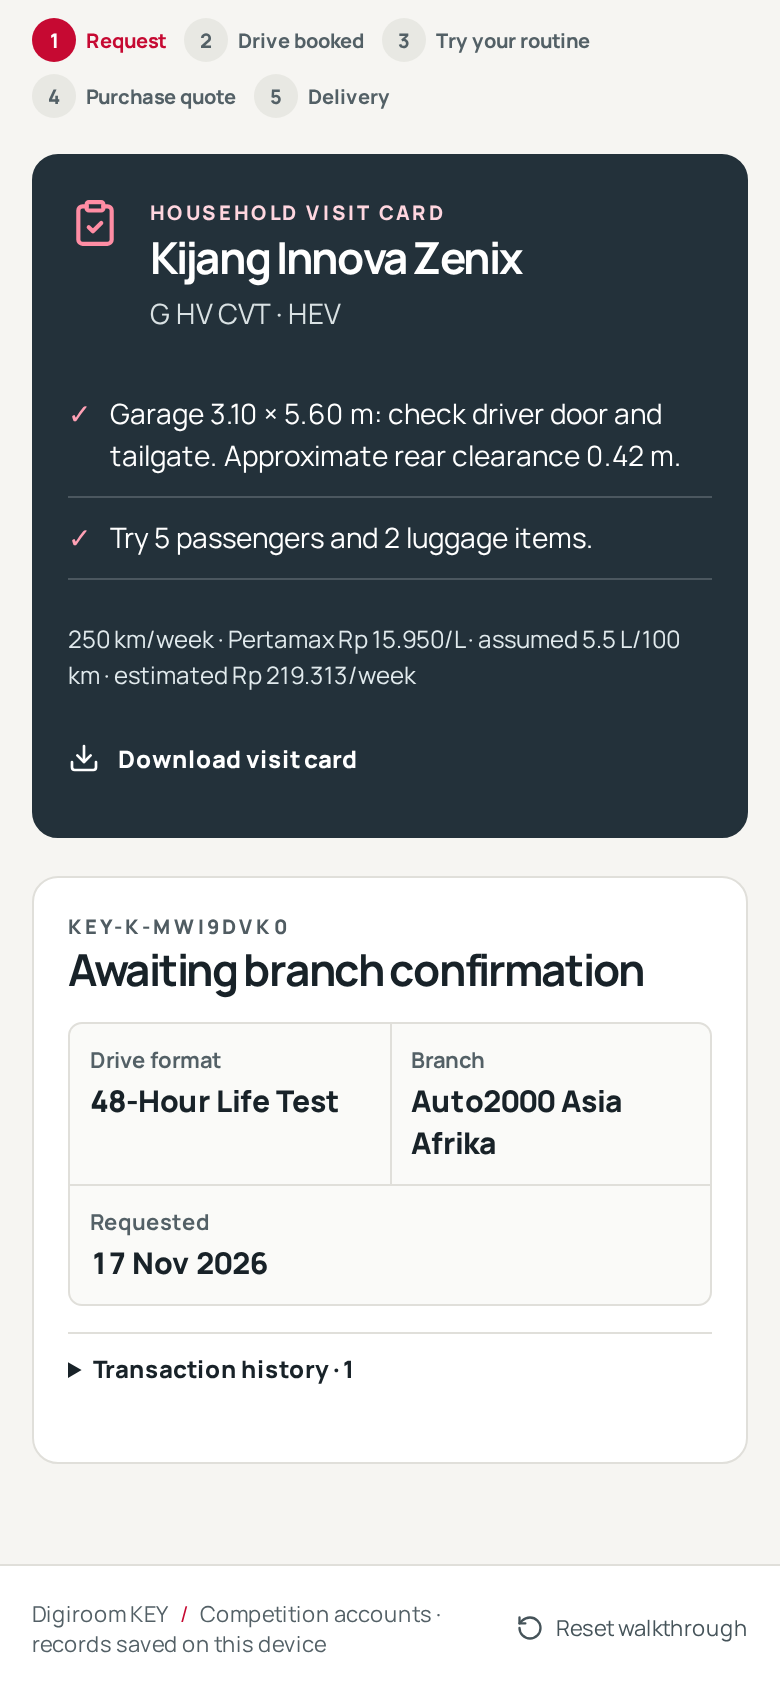 1 Request 2 Drive booked 3 Try your routine
4 Purchase quote 5 Delivery
HOUSEHOLD VISIT CARD
Kijang Innova Zenix
G HV CVT · HEV
✓ Garage 3.10 × 5.60 m: check driver door and
tailgate. Approximate rear clearance 0.42 m.
✓ Try 5 passengers and 2 luggage items.
250 km/week · Pertamax Rp 15.950/L · assumed 5.5 L/100
km · estimated Rp 219.313/week
Download visit card
KEY-K-MWI9DVK0
Awaiting branch confirmation
Drive format
48-Hour Life Test
Branch
Auto2000 Asia
Afrika
Requested
17 Nov 2026
▶ Transaction history · 1
Digiroom KEY / Competition accounts ·
records saved on this device
Reset walkthrough